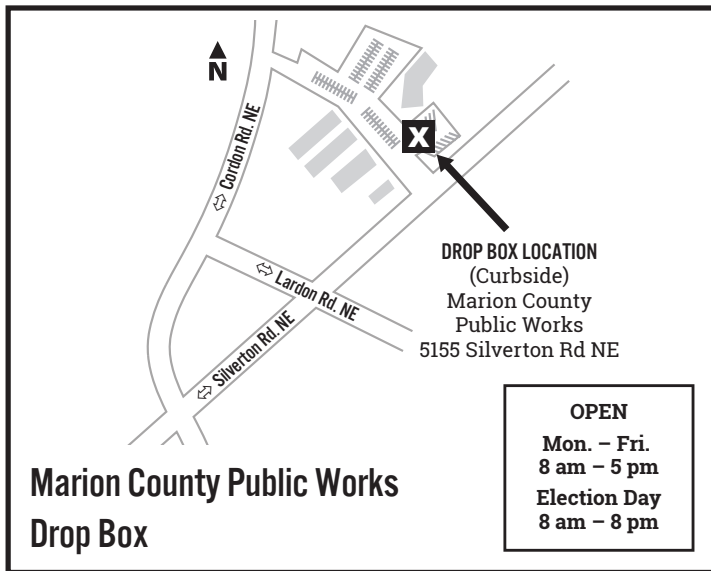 N
Cordon Rd. NE
X
DROP BOX LOCATION
(Curbside)
Marion County
Public Works
5155 Silverton Rd NE
Lardon Rd. NE
Silverton Rd. NE
OPEN
Mon. – Fri.
8 am – 5 pm
Election Day
8 am – 8 pm
Marion County Public Works
Drop Box